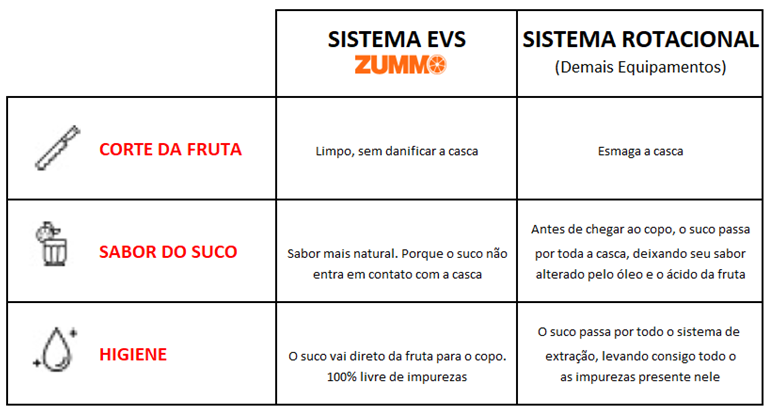 SISTEMA EVS
ZUMMO
SISTEMA ROTACIONAL
(Demais Equipamentos)
CORTE DA FRUTA
Limpo, sem danificar a casca
Esmaga a casca
SABOR DO SUCO
Sabor mais natural. Porque o suco não
entra em contato com a casca
Antes de chegar ao copo, o suco passa
por toda a casca, deixando seu sabor
alterado pelo óleo e o ácido da fruta
HIGIENE
O suco vai direto da fruta para o copo.
100% livre de impurezas
O suco passa por todo o sistema de
extração, levando consigo todo o
as impurezas presente nele